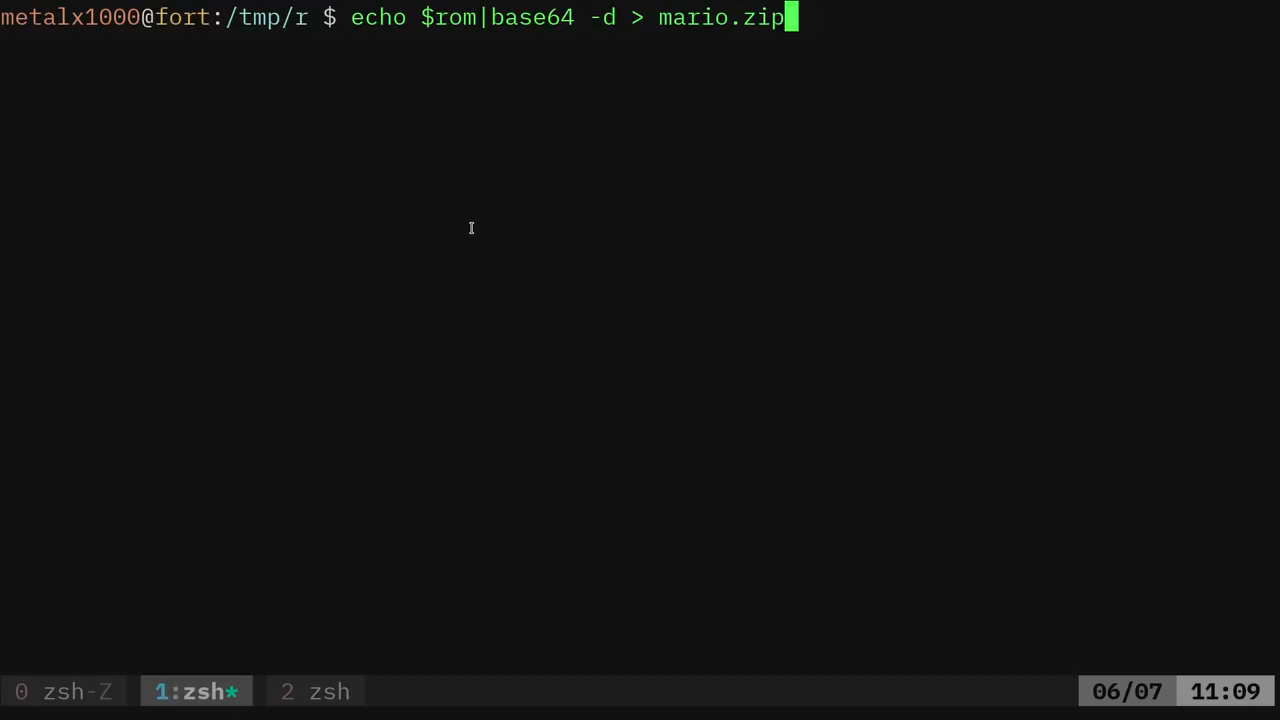 metalx1000@fort:/tmp/r $ echo $rom|base64 -d > mario.zip
0 zsh-Z 1:zsh* 2 zsh 06/07 11:09